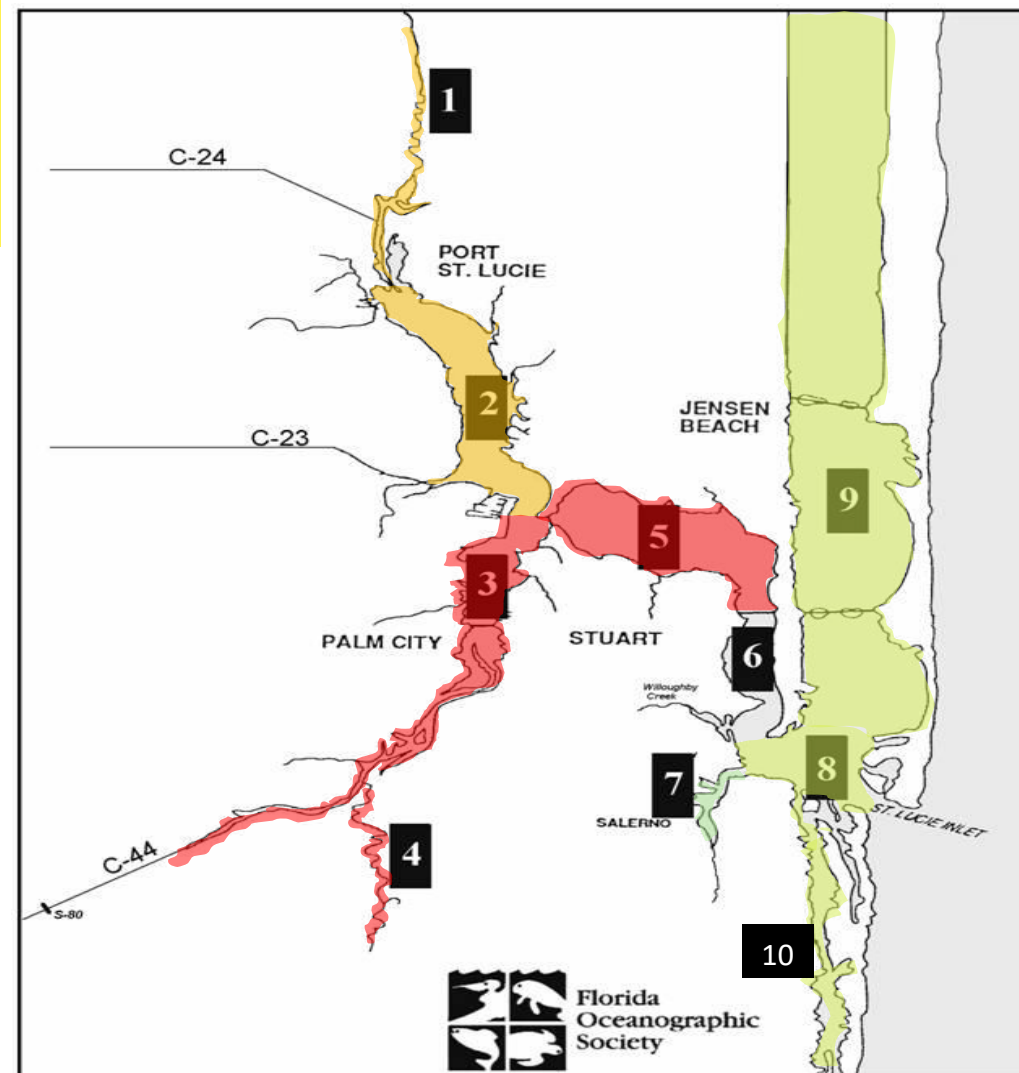 1
C-24
PORT
ST. LUCIE
2
JENSEN
BEACH
C-23
9
5
3
PALM CITY
STUART
6
Willoughby
Creek
8
7
SALERNO
ST. LUCIE INLET
C-44
4
S-80
10
Florida
Oceanographic
Society